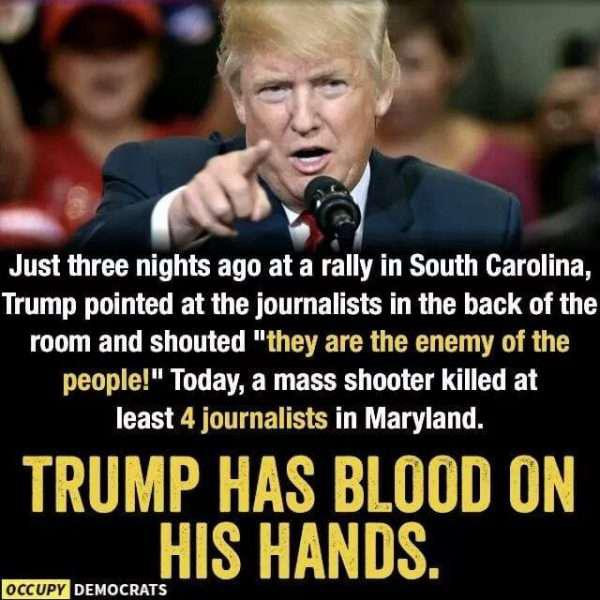 Just three nights ago at a rally in South Carolina,
Trump pointed at the journalists in the back of the
room and shouted "they are the enemy of the
people!" Today, a mass shooter killed at
least 4 journalists in Maryland.
TRUMP HAS BLOOD ON
HIS HANDS.
OCCUPY DEMOCRATS